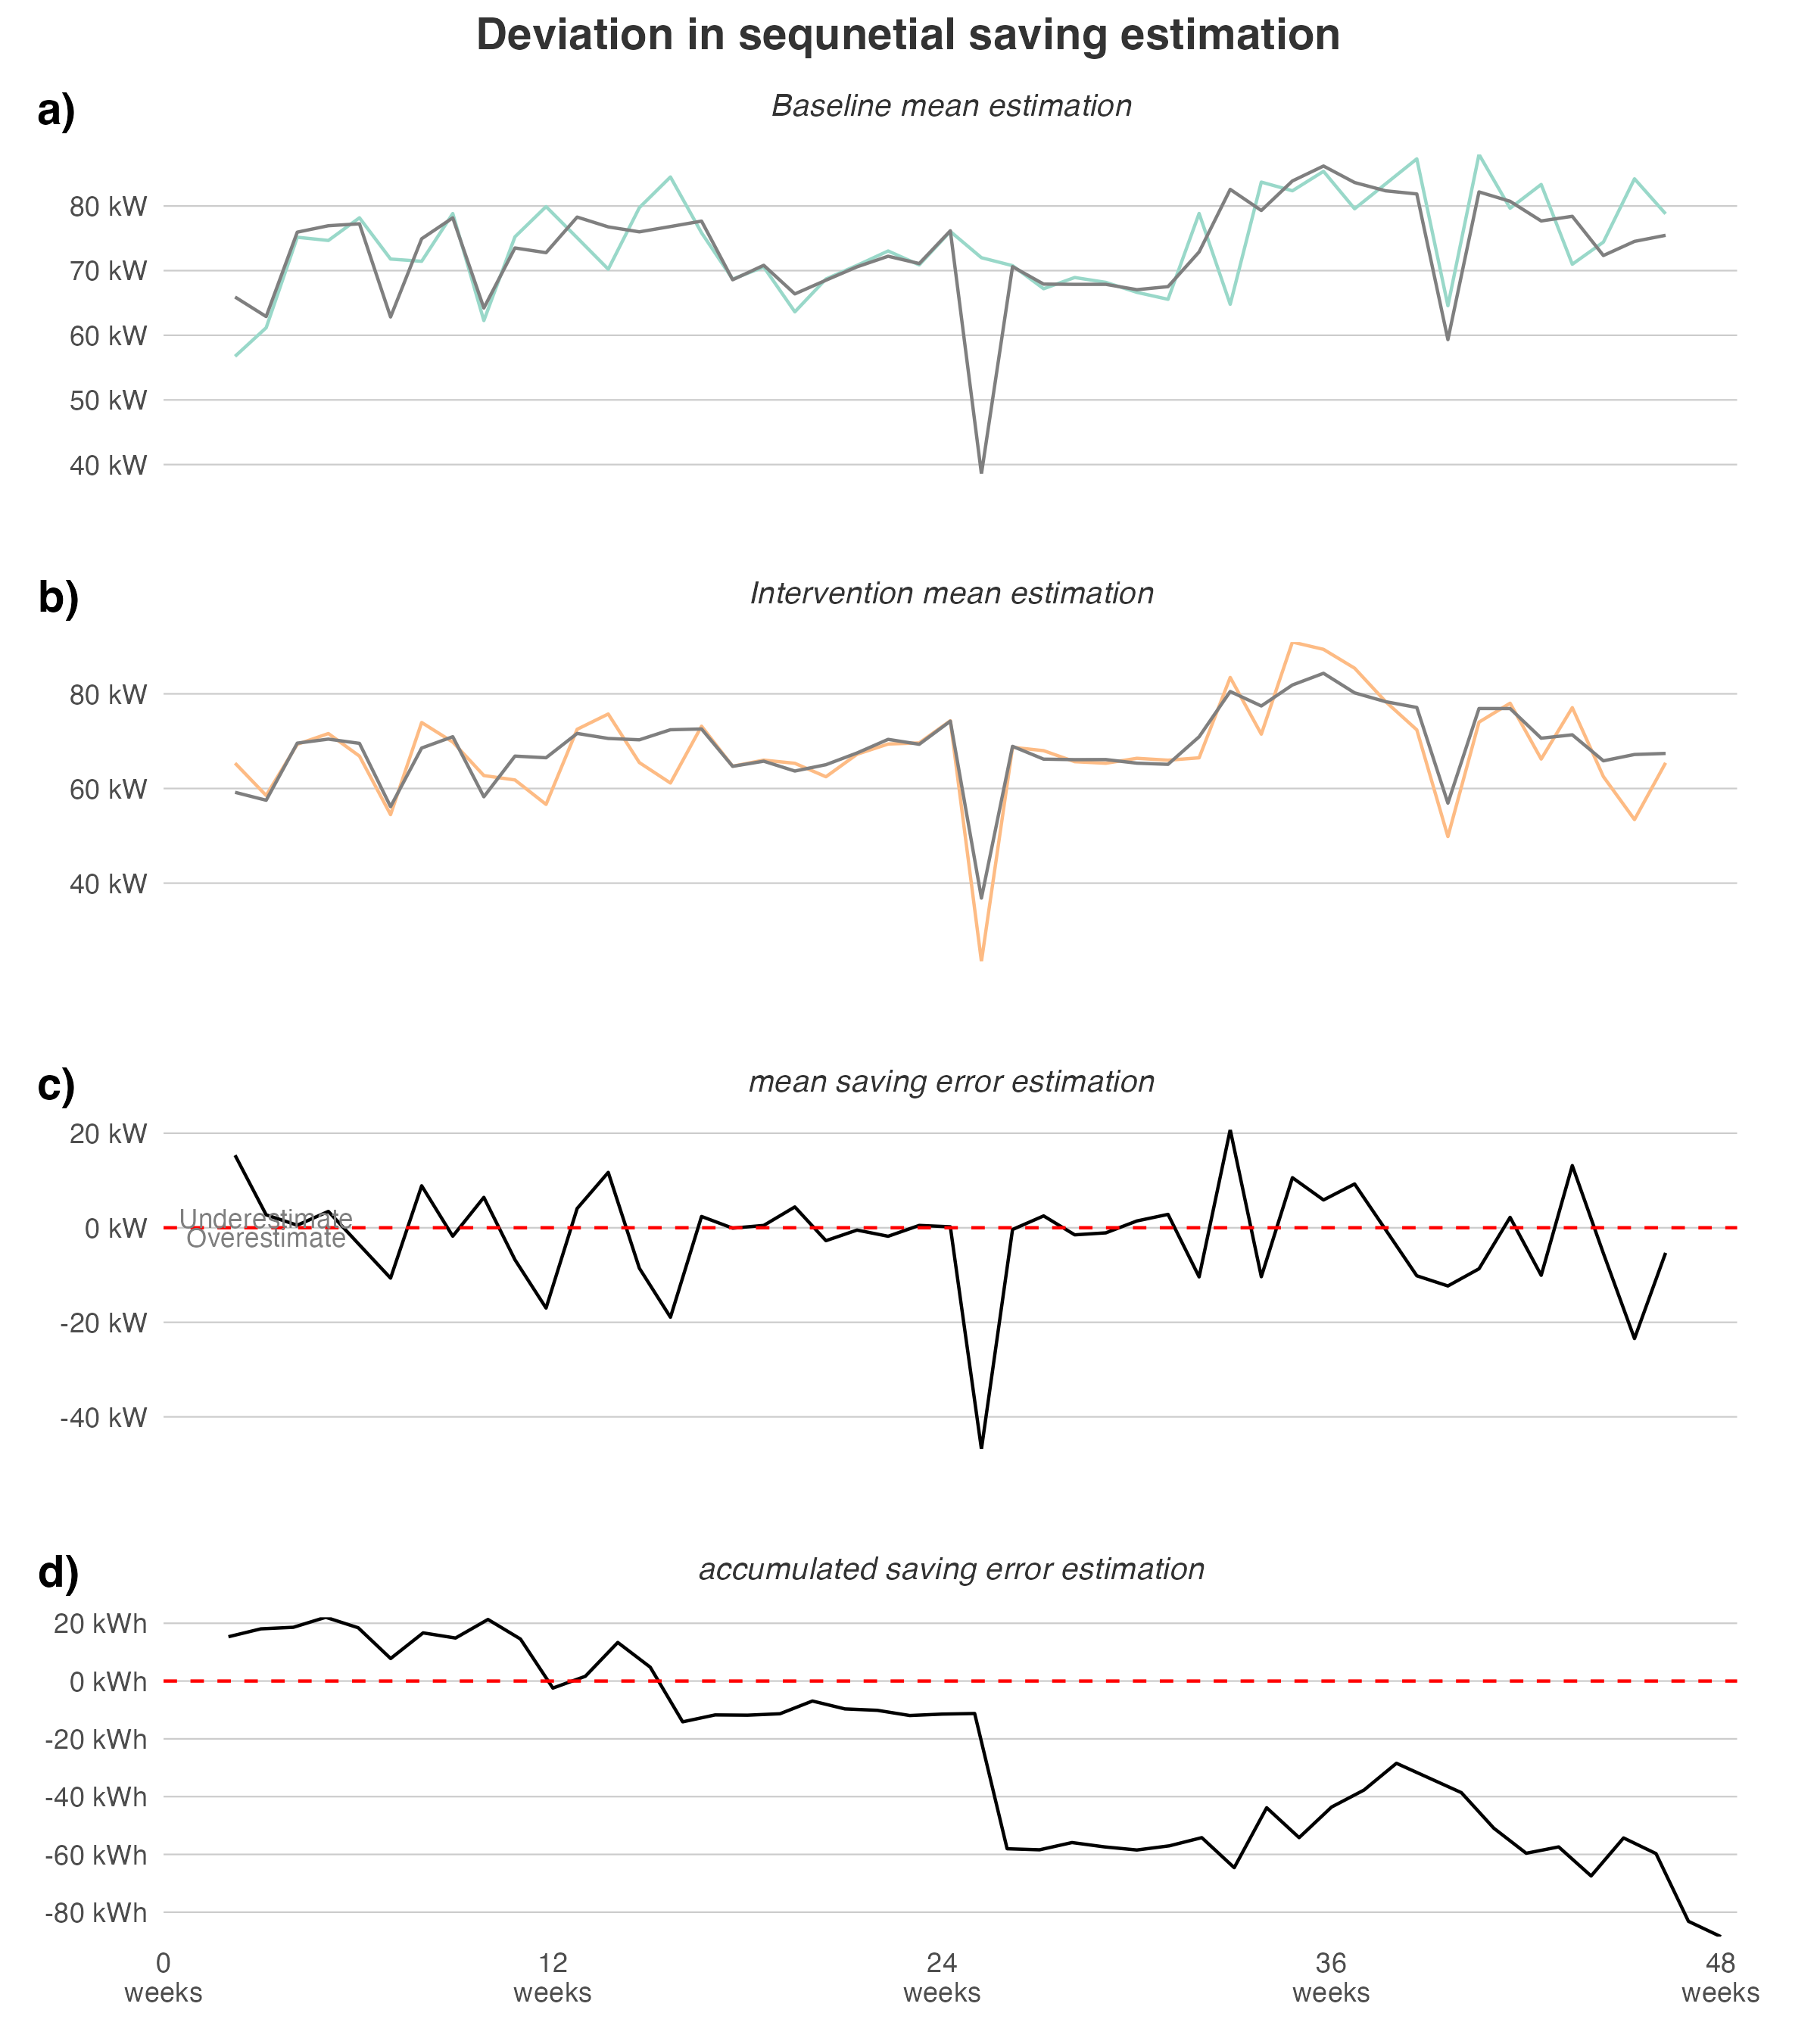 Deviation in sequnetial saving estimation
a)
Baseline mean estimation
80 kW
70 kW
60 kW
50 kW
40 kW
b)
Intervention mean estimation
80 kW
60 kW
40 kW
c)
mean saving error estimation
20 kW
Underestimate
0 kW
Overestimate
-20 kW
-40 kW
d)
accumulated saving error estimation
20 kWh
0 kWh
-20 kWh
-40 kWh
-60 kWh
-80 kWh
0 12 24 36 48
weeks weeks weeks weeks weeks